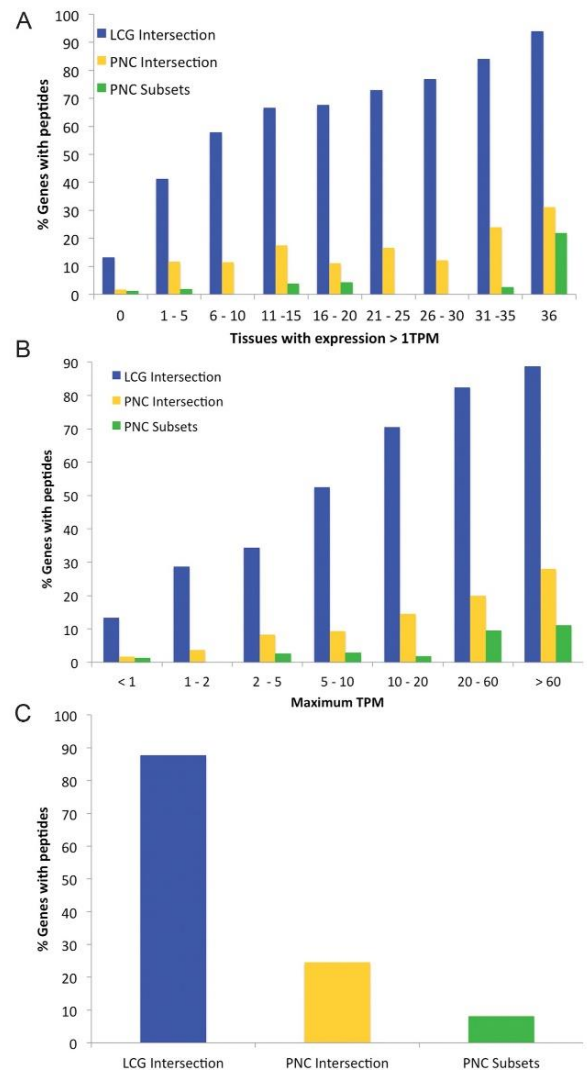 A
100
90
80
70
60
50
40
30
20
10
0
% Genes with peptides
LCG Intersection
PNC Intersection
PNC Subsets
0 1 - 5 6 - 10 11 -15 16 - 20 21 - 25 26 - 30 31 -35 36
Tissues with expression > 1TPM
B
90
80
70
60
50
40
30
20
10
0
% Genes with peptides
LCG Intersection
PNC Intersection
PNC Subsets
< 1 1 - 2 2 - 5 5 - 10 10 - 20 20 - 60 > 60
Maximum TPM
C
100
90
80
70
60
50
40
30
20
10
0
% Genes with peptides
LCG Intersection PNC Intersection PNC Subsets